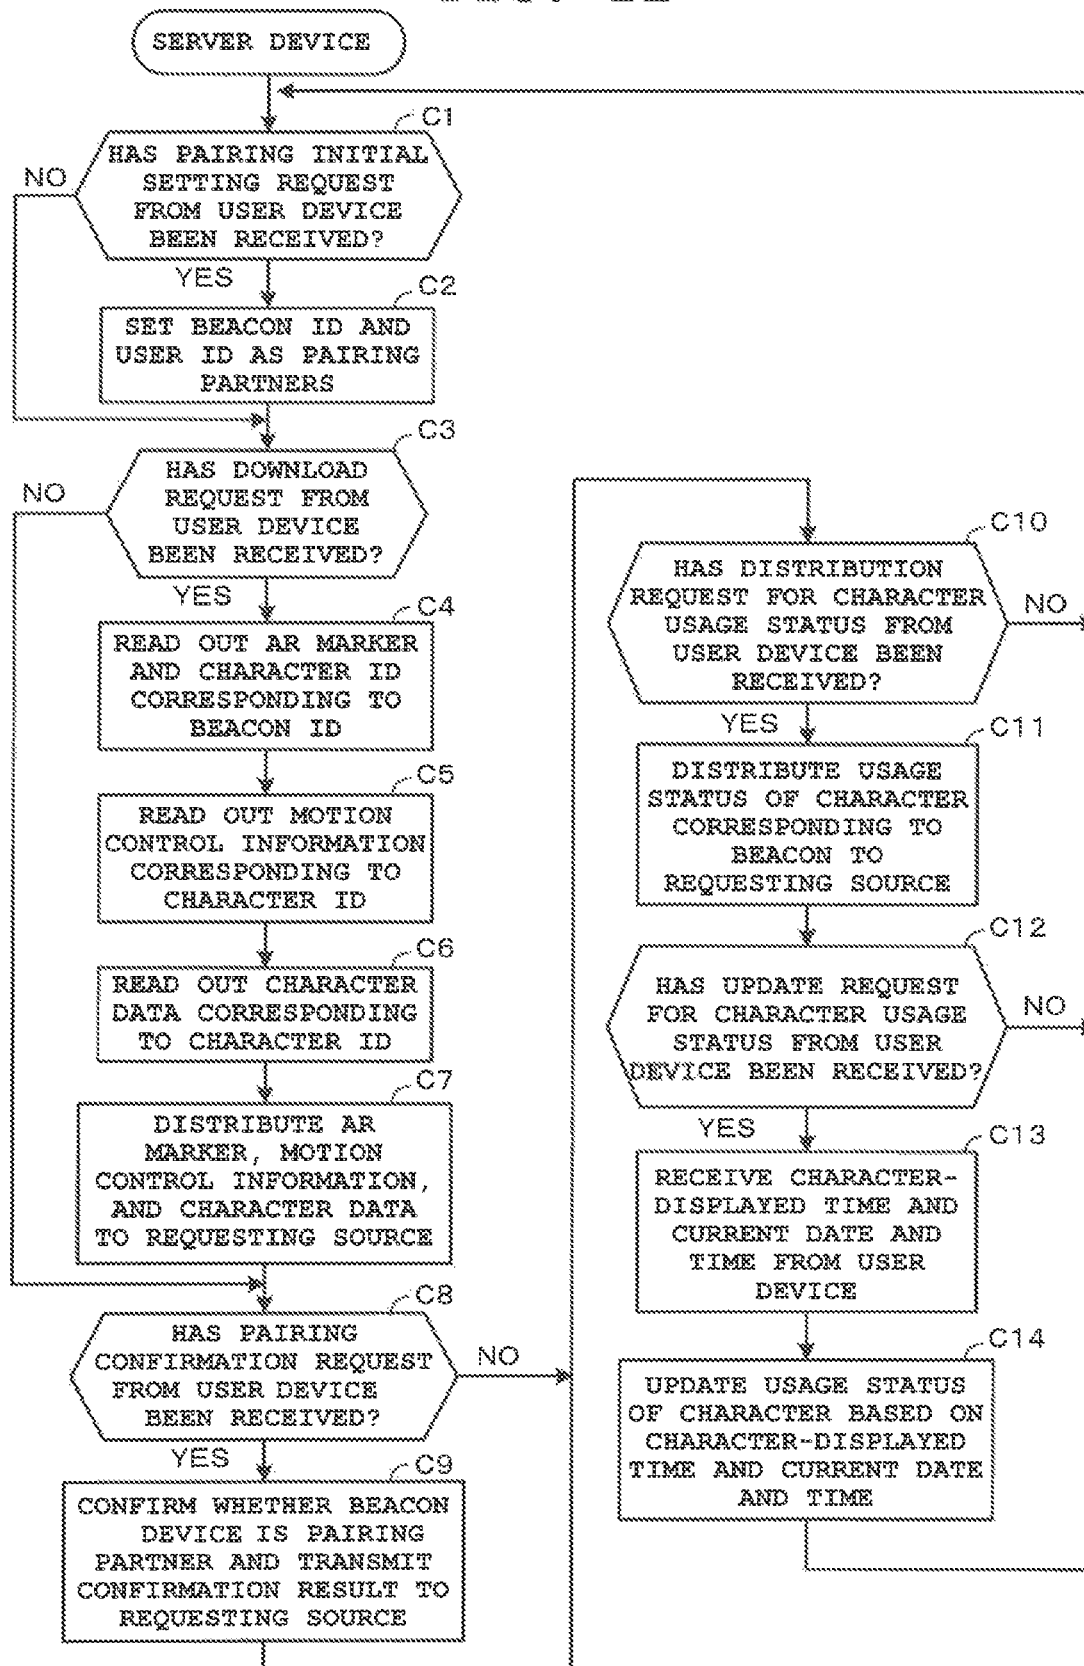 SERVER DEVICE
C1
HAS PAIRING INITIAL
SETTING REQUEST
FROM USER DEVICE
BEEN RECEIVED?
NO
YES
C2
SET BEACON ID AND
USER ID AS PAIRING
PARTNERS
C3
HAS DOWNLOAD
REQUEST FROM
USER DEVICE
BEEN RECEIVED?
NO
YES
C4
READ OUT AR MARKER
AND CHARACTER ID
CORRESPONDING TO
BEACON ID
C5
READ OUT MOTION
CONTROL INFORMATION
CORRESPONDING TO
CHARACTER ID
C6
READ OUT CHARACTER
DATA CORRESPONDING
TO CHARACTER ID
C7
DISTRIBUTE AR
MARKER, MOTION
CONTROL INFORMATION,
AND CHARACTER DATA
TO REQUESTING SOURCE
C8
HAS PAIRING
CONFIRMATION REQUEST
FROM USER DEVICE
BEEN RECEIVED?
NO
YES
C9
CONFIRM WHETHER BEACON
DEVICE IS PAIRING
PARTNER AND TRANSMIT
CONFIRMATION RESULT TO
REQUESTING SOURCE
C10
HAS DISTRIBUTION
REQUEST FOR CHARACTER
USAGE STATUS FROM
USER DEVICE BEEN
RECEIVED?
NO
YES
C11
DISTRIBUTE USAGE
STATUS OF CHARACTER
CORRESPONDING TO
BEACON TO
REQUESTING SOURCE
C12
HAS UPDATE REQUEST
FOR CHARACTER USAGE
STATUS FROM USER
DEVICE BEEN RECEIVED?
NO
YES
C13
RECEIVE CHARACTER-
DISPLAYED TIME AND
CURRENT DATE AND
TIME FROM USER
DEVICE
C14
UPDATE USAGE STATUS
OF CHARACTER BASED ON
CHARACTER-DISPLAYED
TIME AND CURRENT DATE
AND TIME